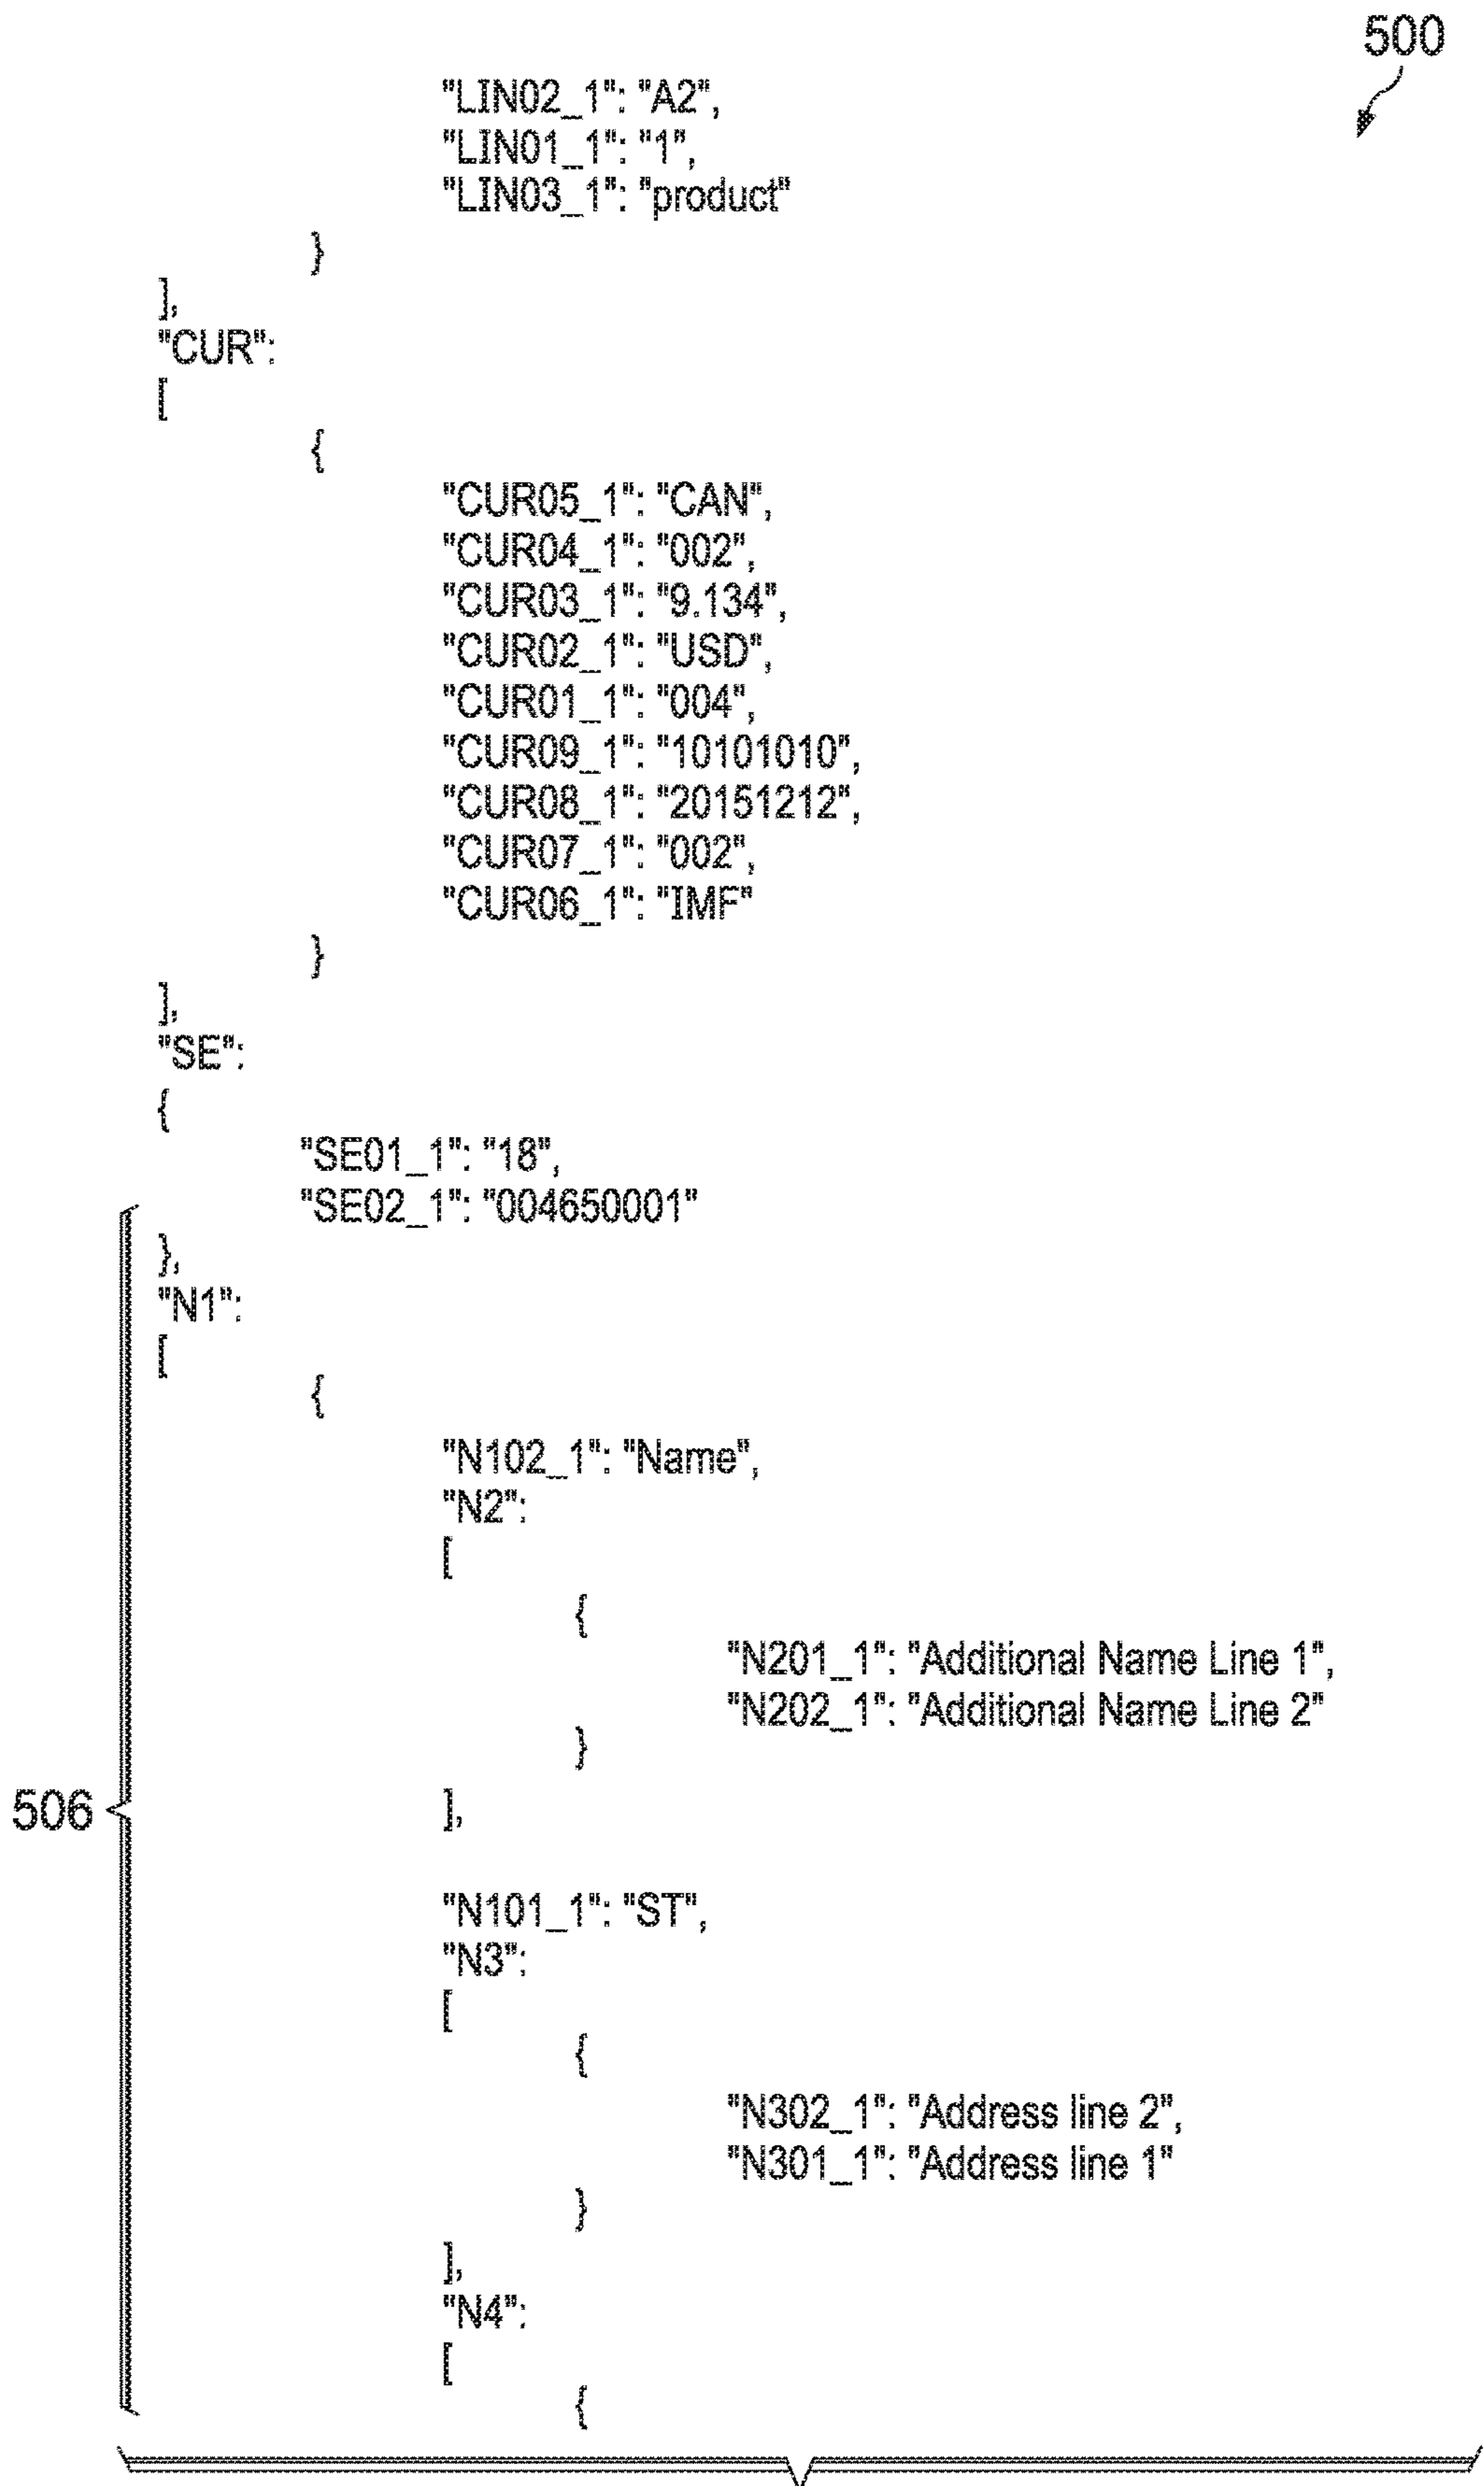 500
"LIN02_1": "A2",
"LIN01_1": "1",
"LIN03_1": "product"
}
],
"CUR":
[
{
"CUR05_1": "CAN",
"CUR04_1": "002",
"CUR03_1": "9.134",
"CUR02_1": "USD",
"CUR01_1": "004",
"CUR09_1": "10101010",
"CUR08_1": "20151212",
"CUR07_1": "002",
"CUR06_1": "IMF"
}
],
"SE":
{
"SE01_1": "18",
"SE02_1": "004650001"
},
"N1":
[
{
"N102_1": "Name",
"N2":
[
{
"N201_1": "Additional Name Line 1",
"N202_1": "Additional Name Line 2"
}
506
],
"N101_1": "ST",
"N3":
[
{
"N302_1": "Address line 2",
"N301_1": "Address line 1"
}
],
"N4":
[
{